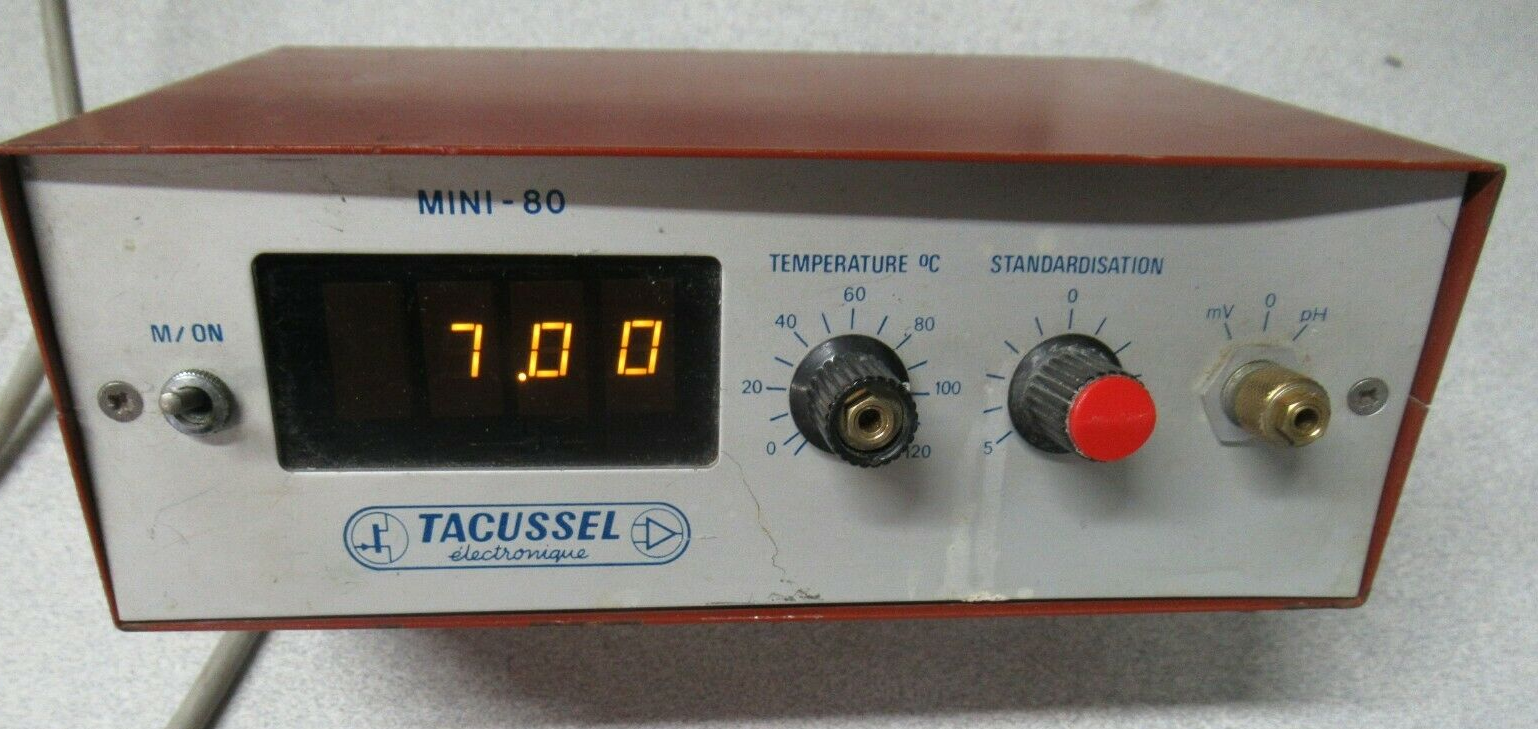 MINI-80
TEMPERATURE ºC
STANDARDISATION
M/ON
7.00
0
20
40
60
80
100
120
0
5
mV
0
pH
TACUSSEL
électronique